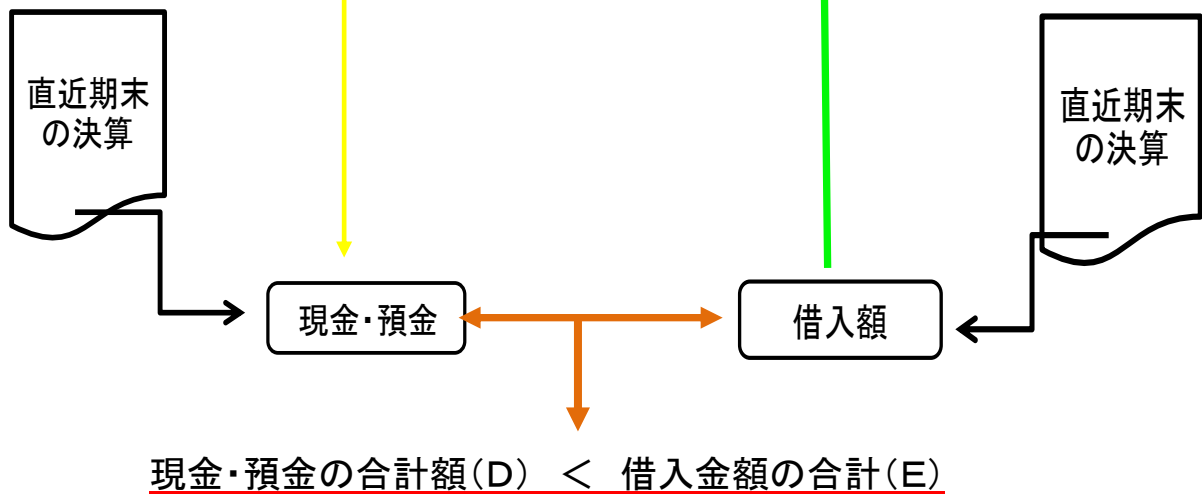 直近期末
の決算
直近期末
の決算
現金・預金
借入額
現金・預金の合計額(D) < 借入金額の合計(E)